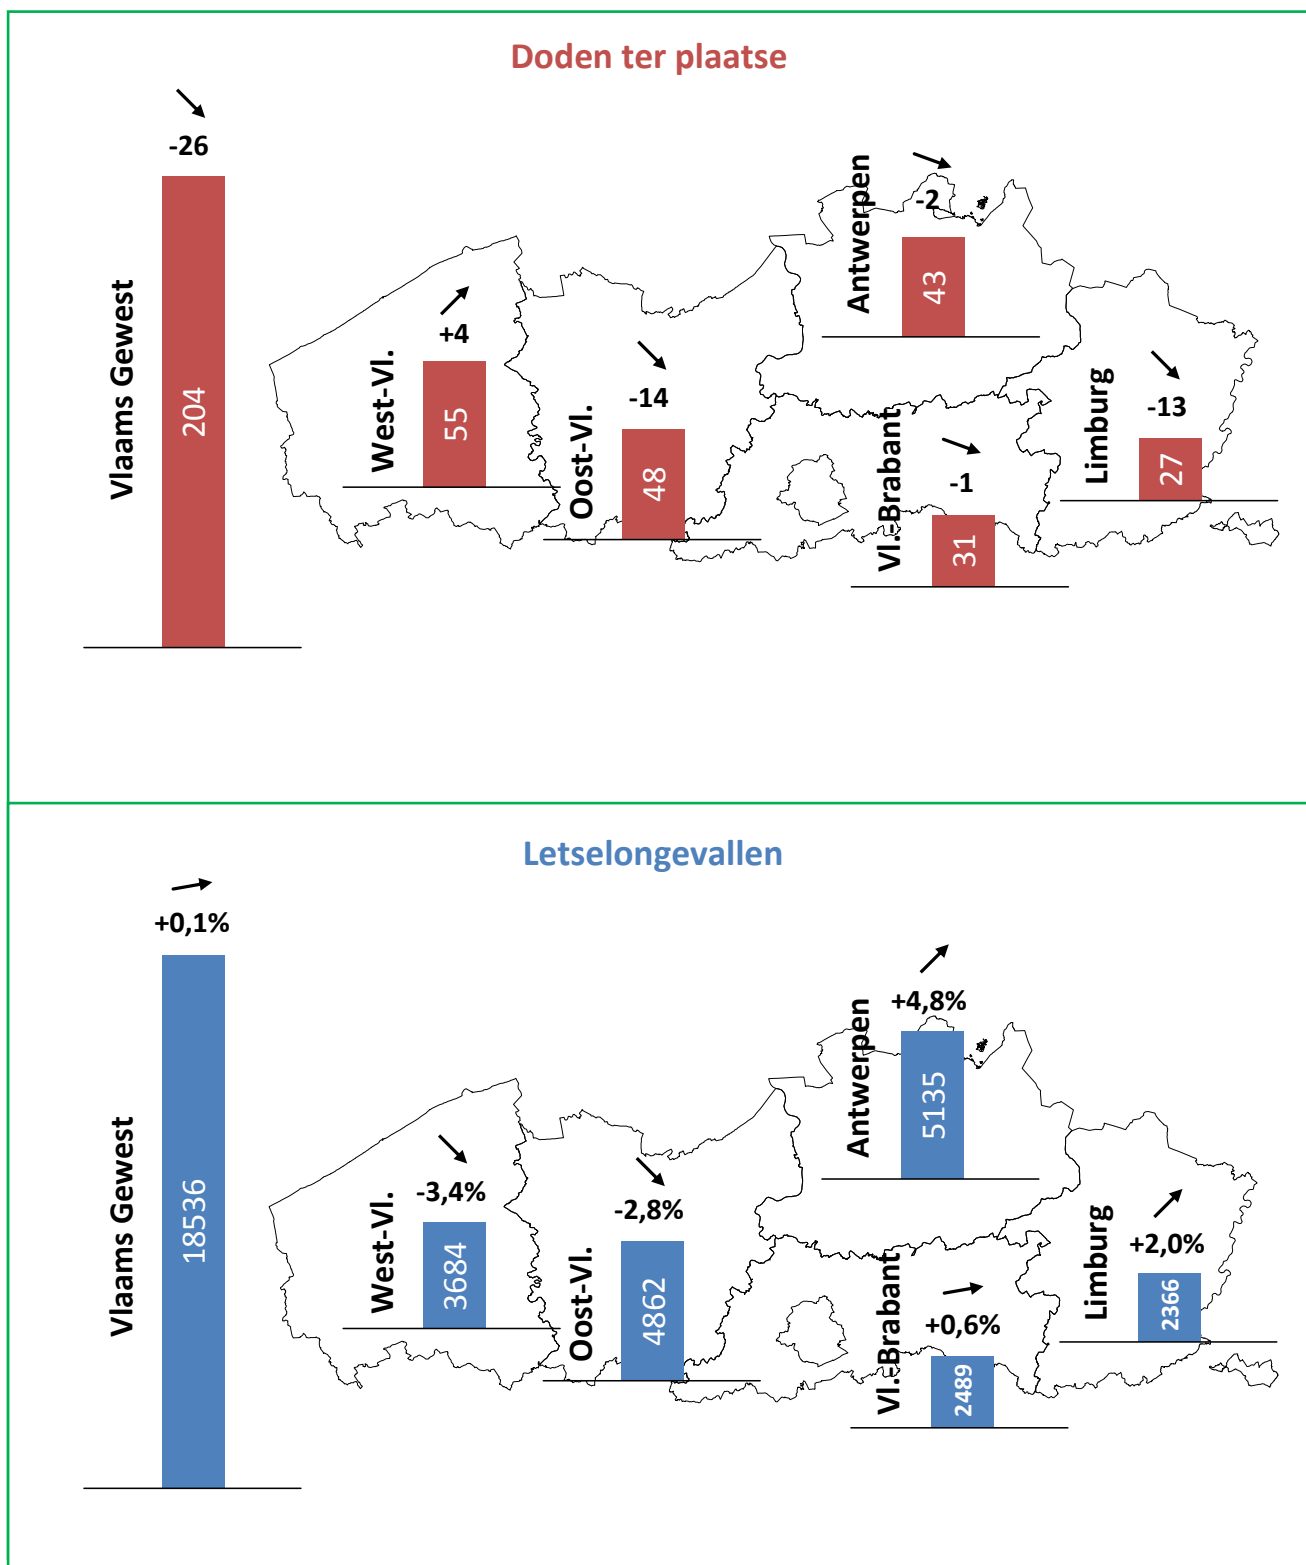 Doden ter plaatse
-26
Vlaams Gewest
204
+4
West-Vl.
55
-14
Oost-Vl.
48
-2
Antwerpen
43
-1
Vl.-Brabant
31
-13
Limburg
27
Letselongevallen
+0,1%
Vlaams Gewest
18536
-3,4%
West-Vl.
3684
-2,8%
Oost-Vl.
4862
+4,8%
Antwerpen
5135
+0,6%
Vl.-Brabant
2489
+2,0%
Limburg
2366